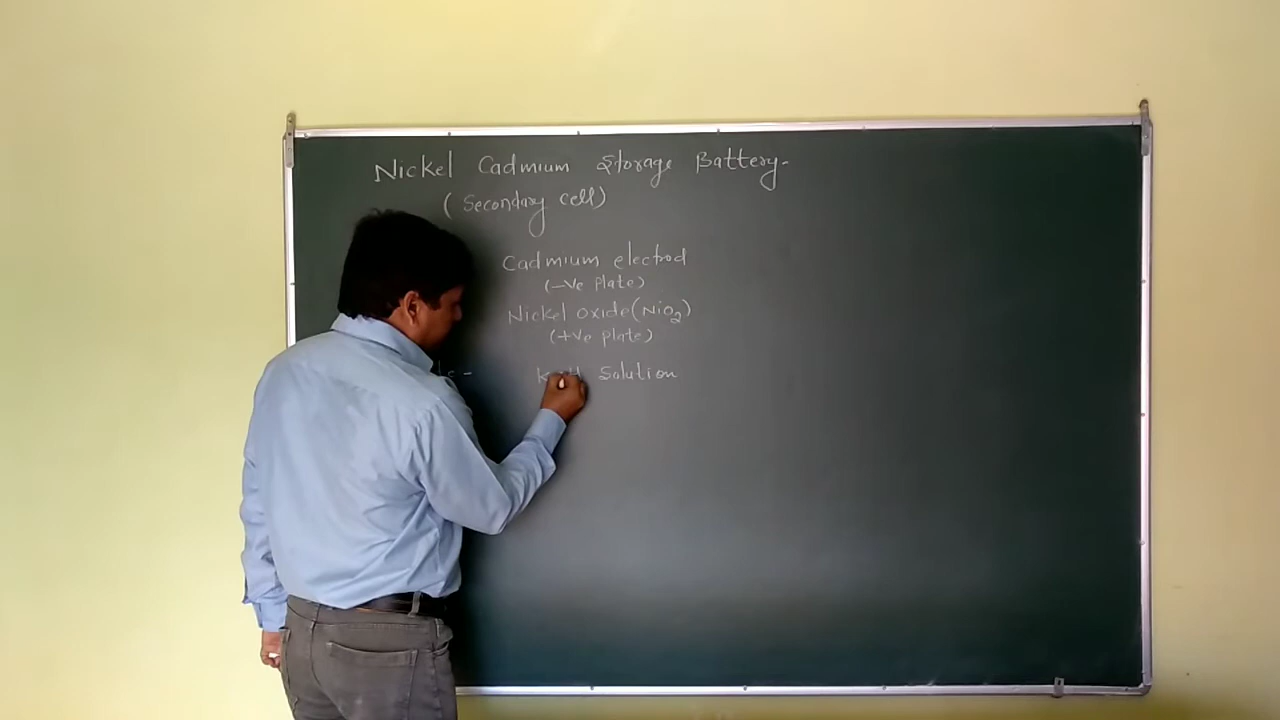 Nickel Cadmium Storage Battery-
(Secondary cell)
Cadmium electrod
(-Ve plate)
Nickel oxide(NiO2)
(+Ve plate)
Solution